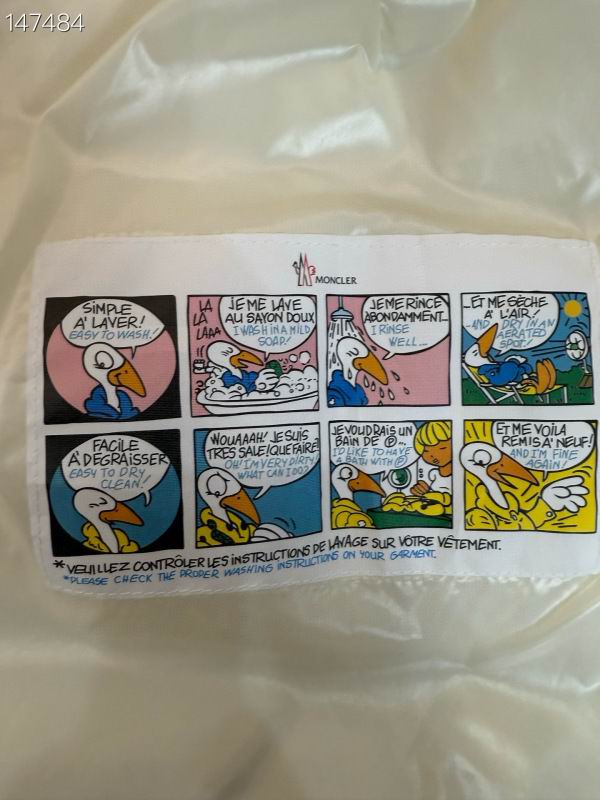 147484
MONCLER
SIMPLE
A' LAVER!
EASY TO WASH!
LA
LA
LAAA
JE ME LAVE
AU SAVON DOUX
I WASH IN A MILD
SOAP!
JE ME RINCE
ABONDAMMENT...
I RINSE
WELL...
...ET ME SÈCHE
À L'AIR!
-AND I DRY IN AN
AERATED
SPOT!
FACILE
A' DÉGRAISSER
EASY TO DRY
CLEAN!
WOUAAAH! JE SUIS
TRÈS SALE! QUE FAIRE
OH! I'M VERY DIRTY
WHAT CAN I DO?
JE VOUDRAIS UN
BAIN DE Ⓟ...
I'D LIKE TO HAVE
A BATH WITH Ⓟ
ET ME VOILA
REMIS A' NEUF!
AND I'M FINE
AGAIN!
*VEUILLEZ CONTRÔLER LES INSTRUCTIONS DE LAVAGE SUR VÔTRE VÊTEMENT.
*PLEASE CHECK THE PROPER WASHING INSTRUCTIONS ON YOUR GARMENT.